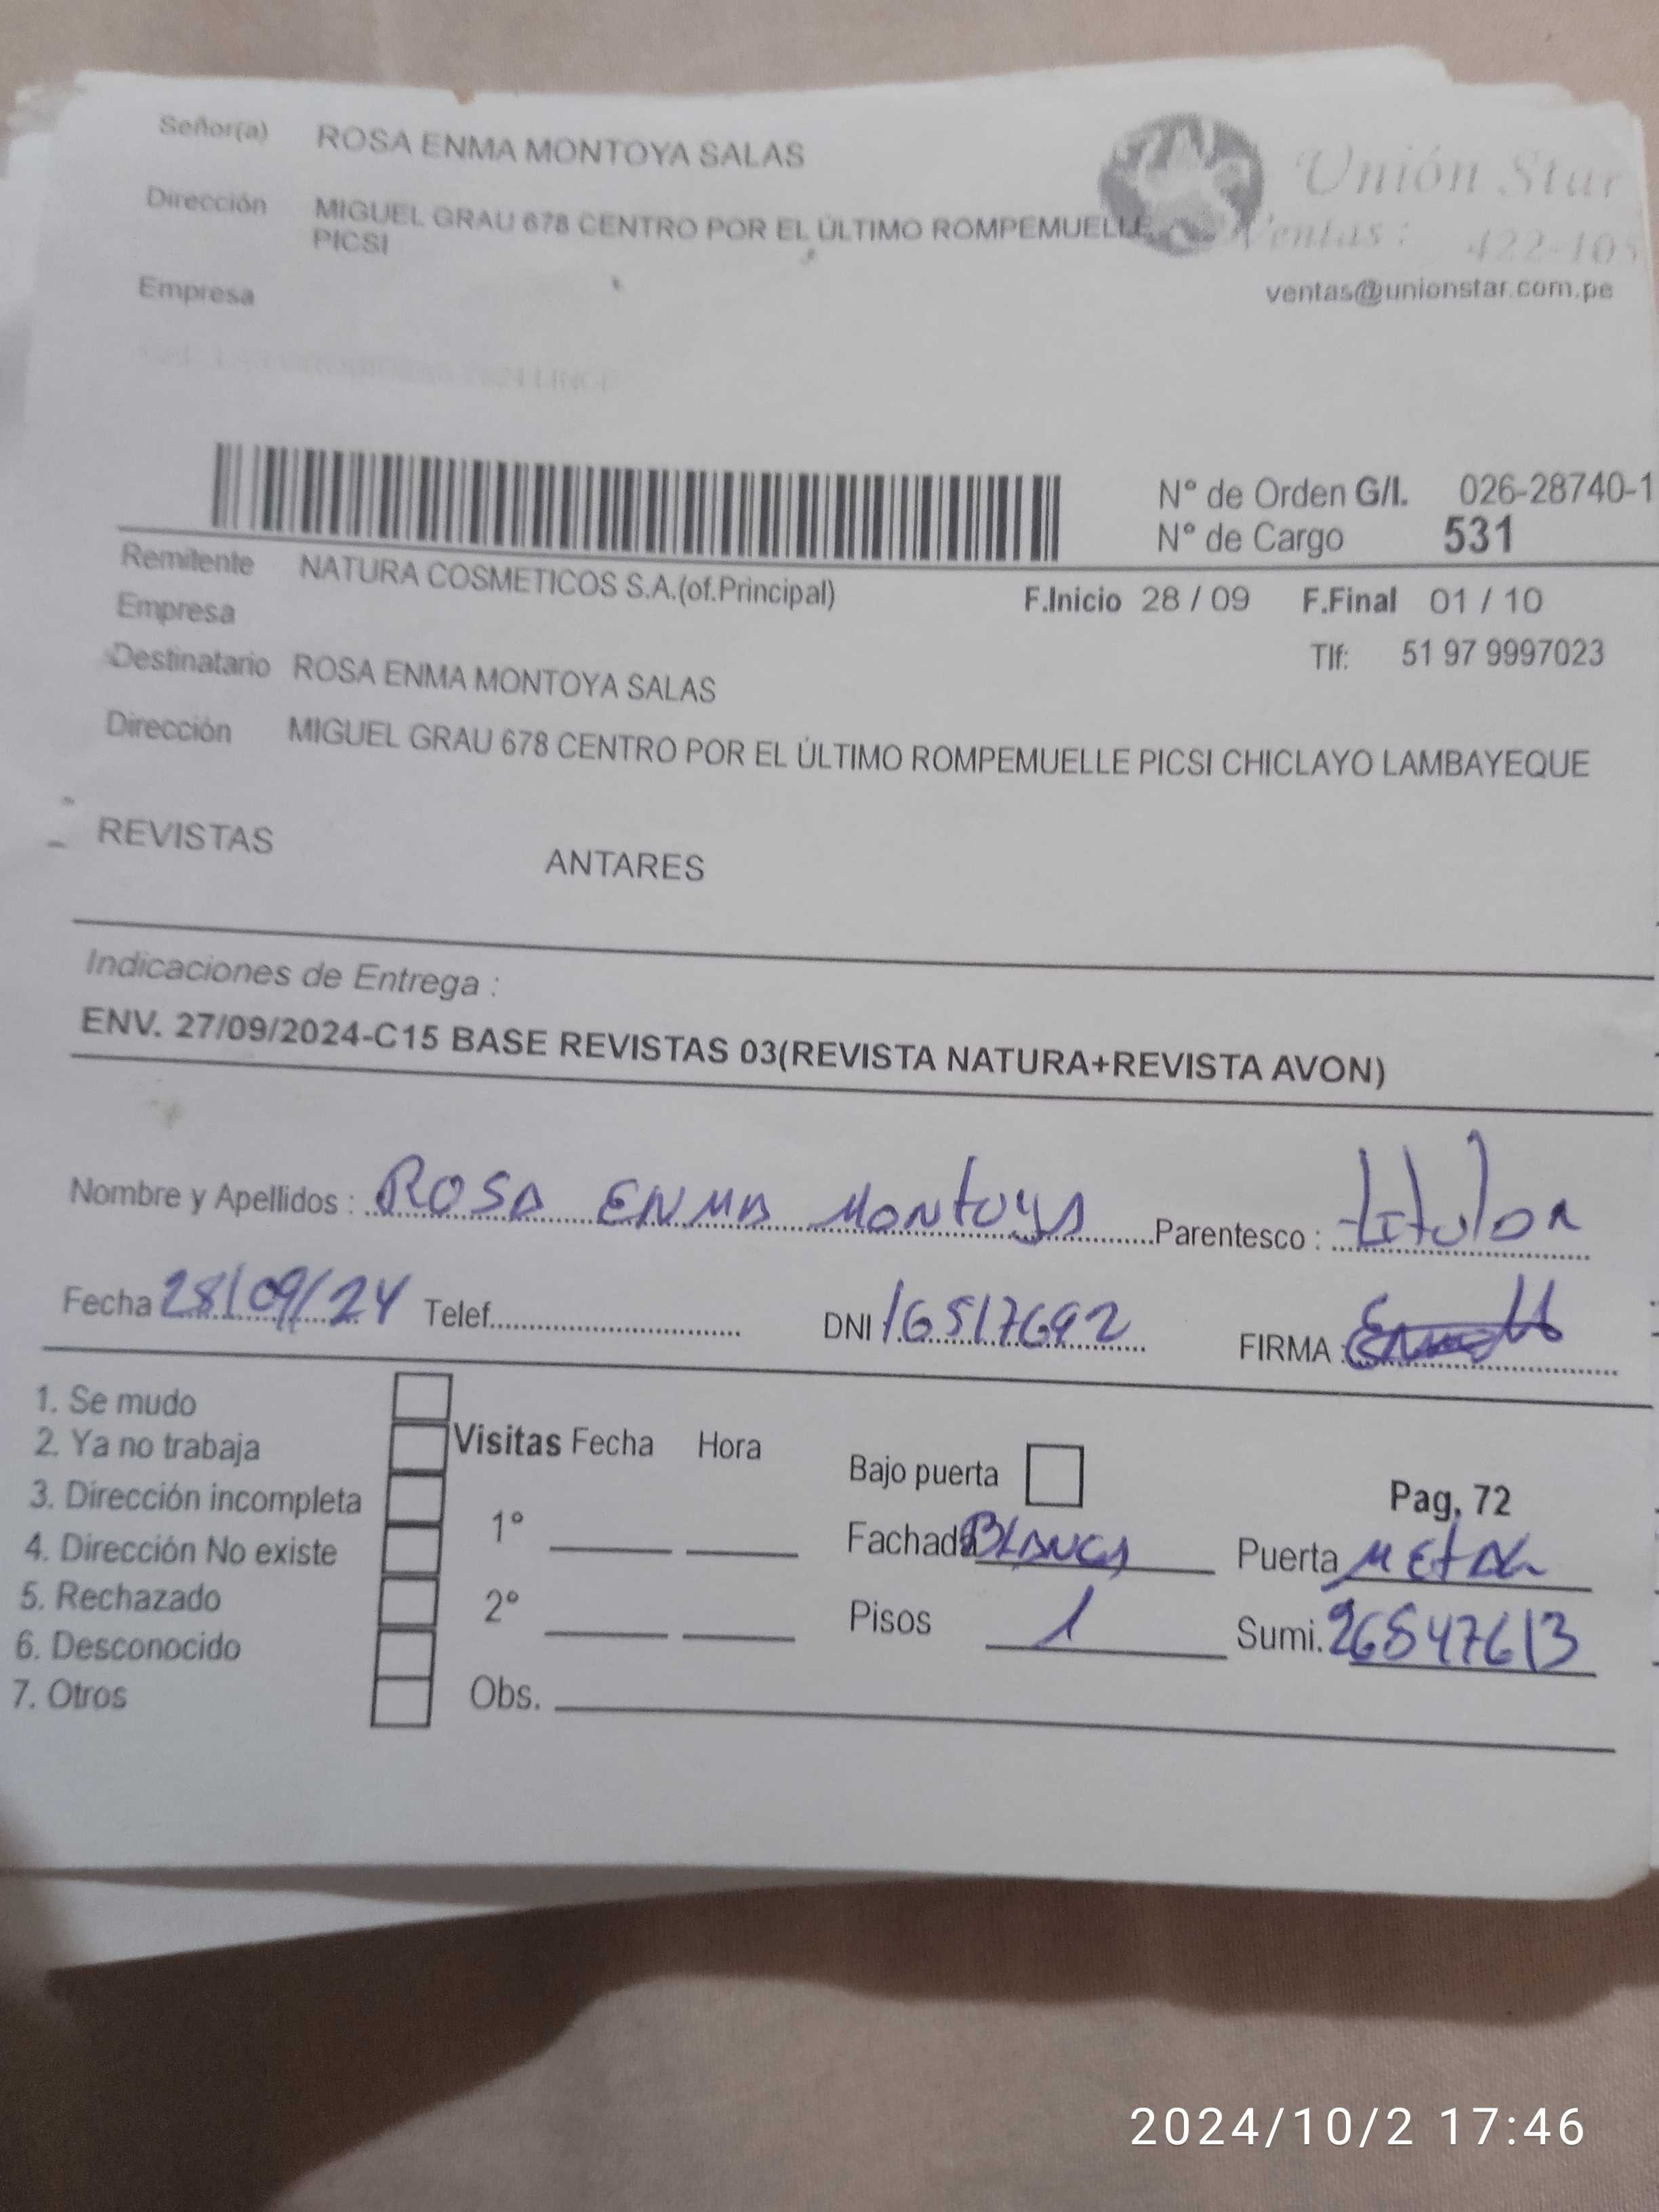 Señor(a) ROSA ENMA MONTOYA SALAS
Unión Star
Dirección MIGUEL GRAU 678 CENTRO POR EL ÚLTIMO ROMPEMUELLE
PICSI
Ventas: 422-105
ventas@unionstar.com.pe
Empresa
N° de Orden G/I. 026-28740-1
N° de Cargo 531
Remitente NATURA COSMETICOS S.A.(of.Principal)
F.Inicio 28 / 09 F.Final 01 / 10
Empresa
Tlf: 51 97 9997023
Destinatario ROSA ENMA MONTOYA SALAS
Dirección MIGUEL GRAU 678 CENTRO POR EL ÚLTIMO ROMPEMUELLE PICSI CHICLAYO LAMBAYEQUE
REVISTAS
ANTARES
Indicaciones de Entrega :
ENV. 27/09/2024-C15 BASE REVISTAS 03(REVISTA NATURA+REVISTA AVON)
Nombre y Apellidos : ROSA ENMA MONTOYA Parentesco : titular
Fecha 28/09/24 Telef. DNI 16517692 FIRMA :
1. Se mudo
2. Ya no trabaja
3. Dirección incompleta
4. Dirección No existe
5. Rechazado
6. Desconocido
7. Otros
Visitas Fecha Hora
1°
2°
Obs.
Bajo puerta
Pag. 72
Fachada BLANCA Puerta METAL
Pisos 1 Sumi. 26547613
2024/10/2 17:46